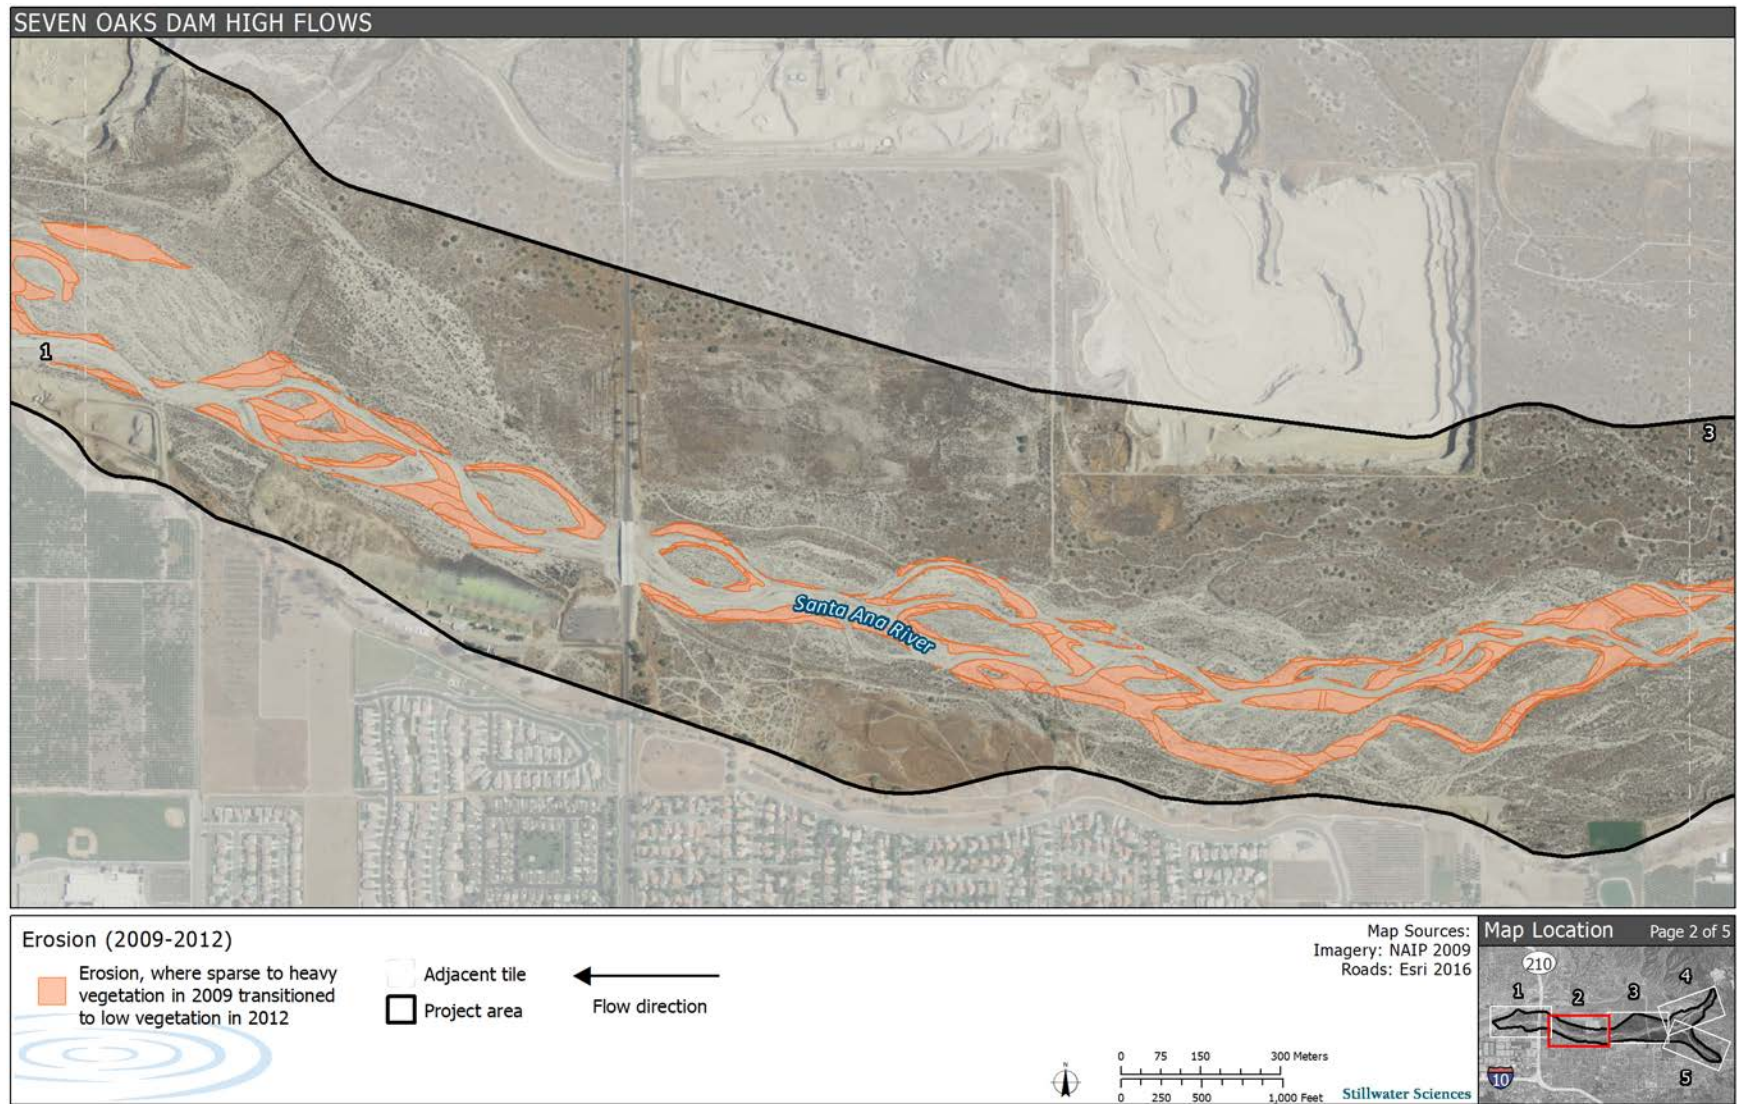 SEVEN OAKS DAM HIGH FLOWS
1
3
Santa Ana River
Erosion (2009-2012)
Erosion, where sparse to heavy
vegetation in 2009 transitioned
to low vegetation in 2012
Adjacent tile
Project area
Flow direction
Map Sources:
Imagery: NAIP 2009
Roads: Esri 2016
N
0 75 150 300 Meters
0 250 500 1,000 Feet
Stillwater Sciences
Map Location Page 2 of 5
210
4
1 2 3
10
5